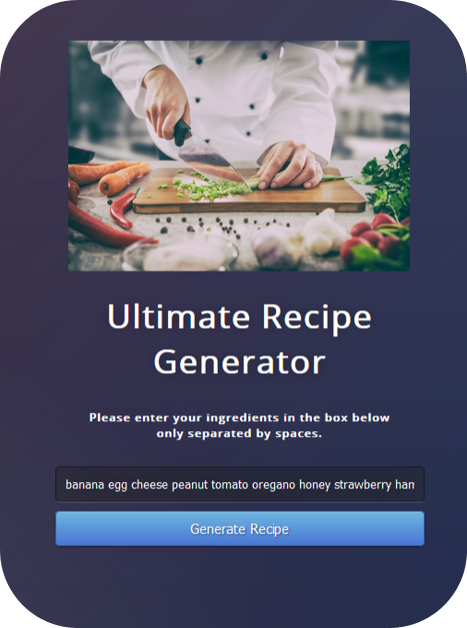 Ultimate Recipe
Generator
Please enter your ingredients in the box below
only separated by spaces.
banana egg cheese peanut tomato oregano honey strawberry han
Generate Recipe